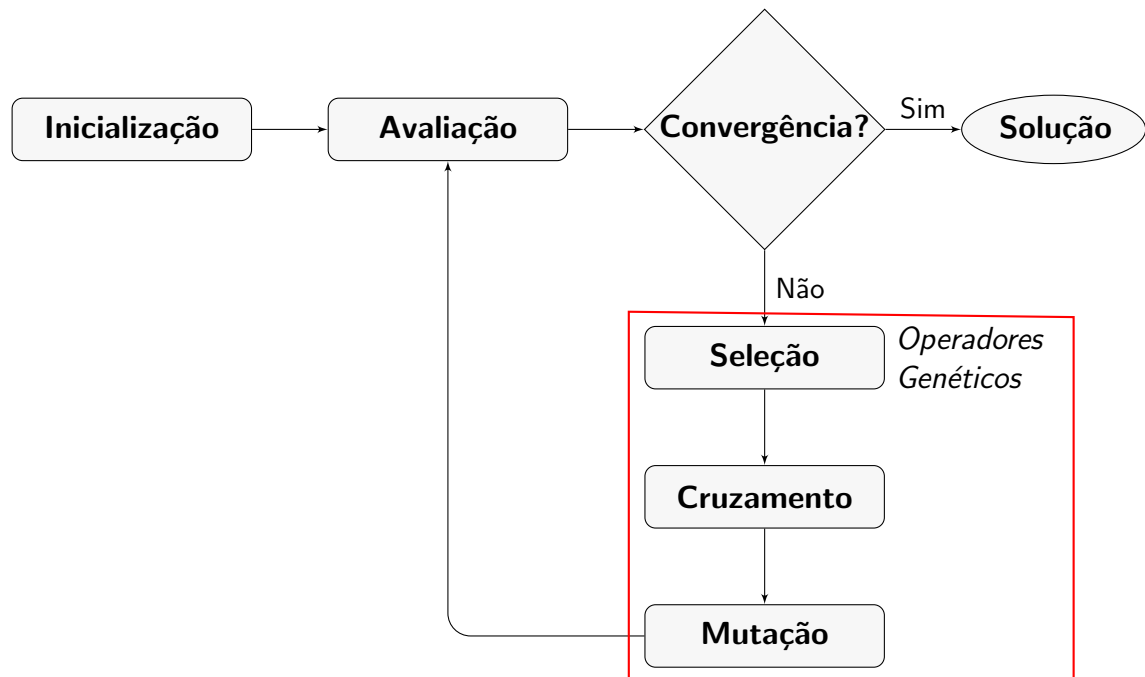 Inicialização
Avaliação
Convergência?
Sim
Solução
Não
Seleção
Operadores
Genéticos
Cruzamento
Mutação